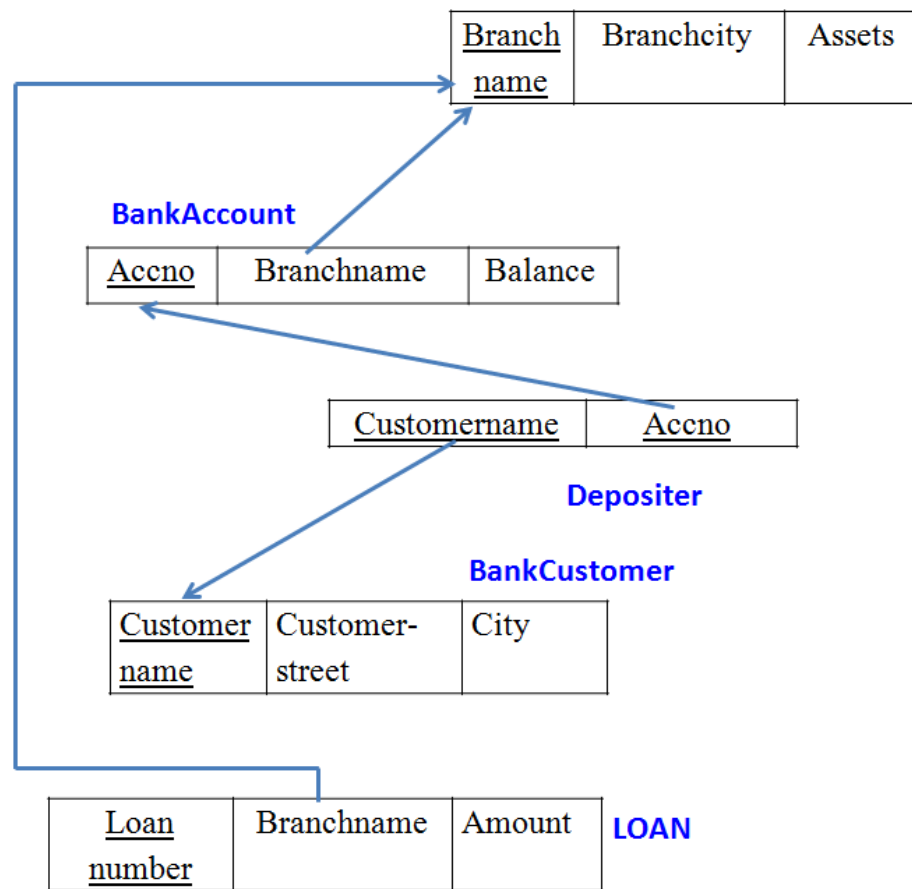 Branch name Branchcity Assets
BankAccount
Accno Branchname Balance
Customername Accno
Depositer
BankCustomer
Customer name Customer-street City
Loan number Branchname Amount
LOAN